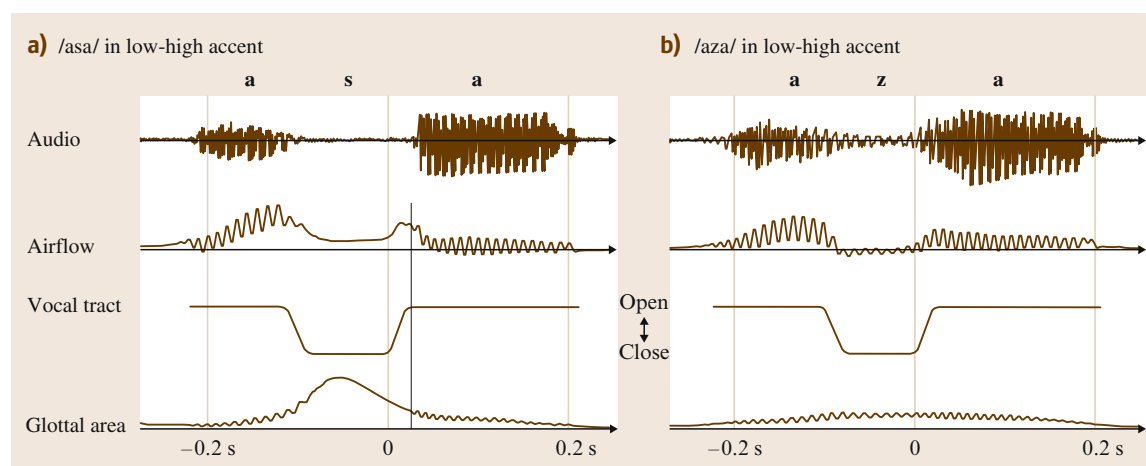 a) /asa/ in low-high accent
a s a
Audio
Airflow
Vocal tract
Glottal area
−0.2 s 0 0.2 s
Open
Close
b) /aza/ in low-high accent
a z a
−0.2 s 0 0.2 s